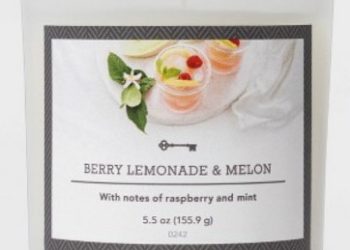 BERRY LEMONADE & MELON
With notes of raspberry and mint
5.5 oz (155.9 g)
0242